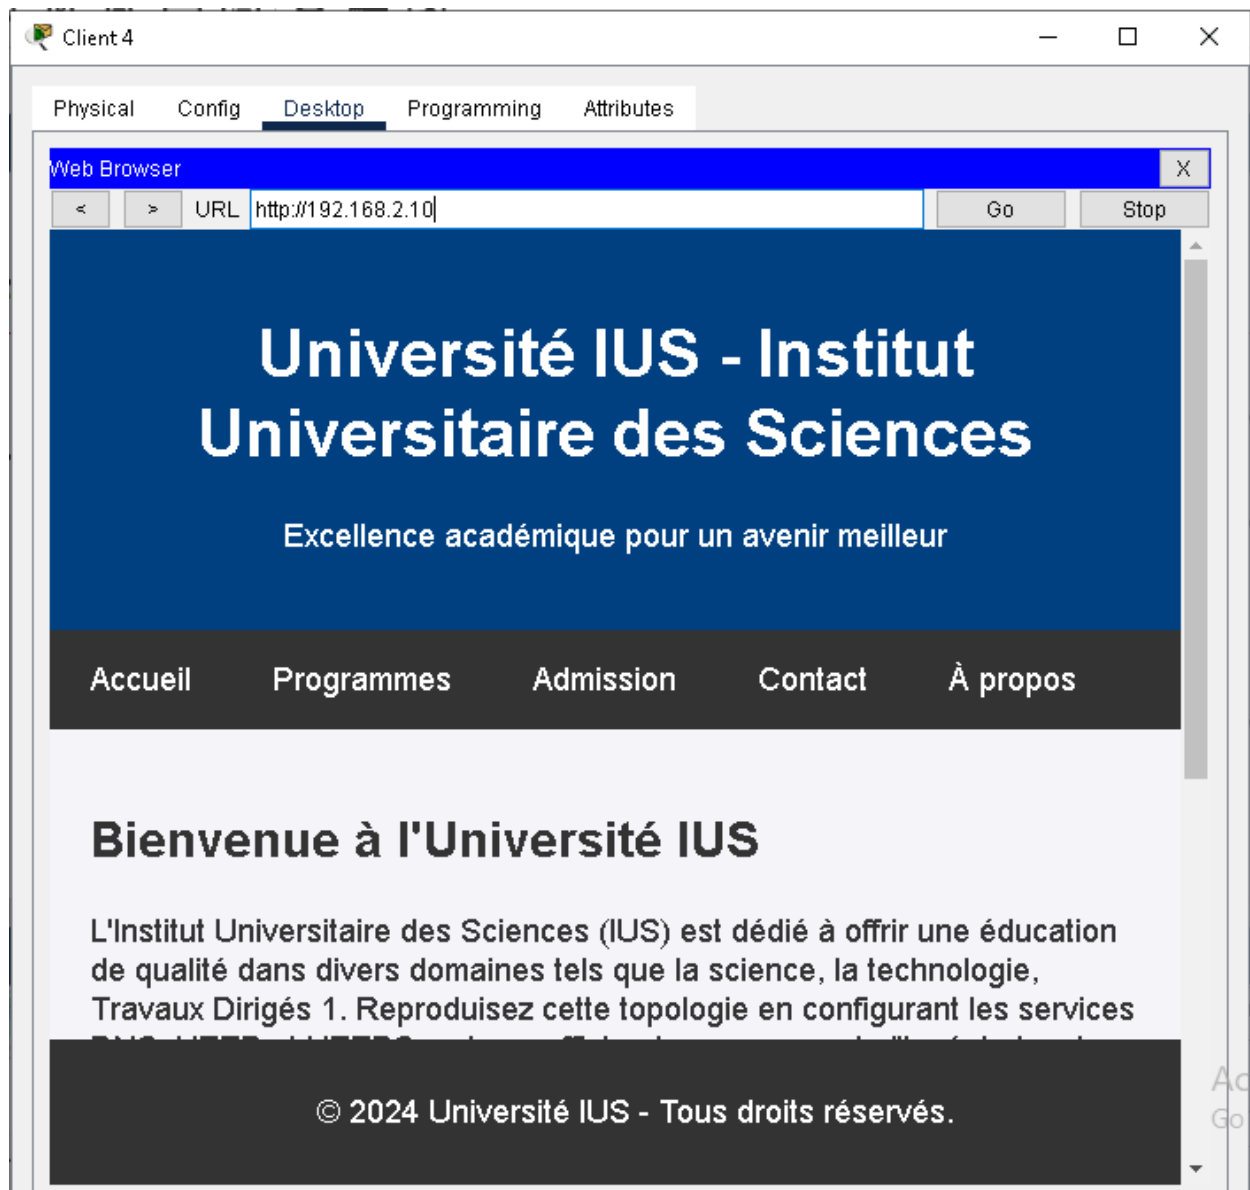 Client 4
Physical Config Desktop Programming Attributes
Web Browser X
< > URL http://192.168.2.10 Go Stop
Université IUS - Institut
Universitaire des Sciences
Excellence académique pour un avenir meilleur
Accueil Programmes Admission Contact À propos
Bienvenue à l'Université IUS
L'Institut Universitaire des Sciences (IUS) est dédié à offrir une éducation
de qualité dans divers domaines tels que la science, la technologie,
Travaux Dirigés 1. Reproduisez cette topologie en configurant les services
© 2024 Université IUS - Tous droits réservés.
Go